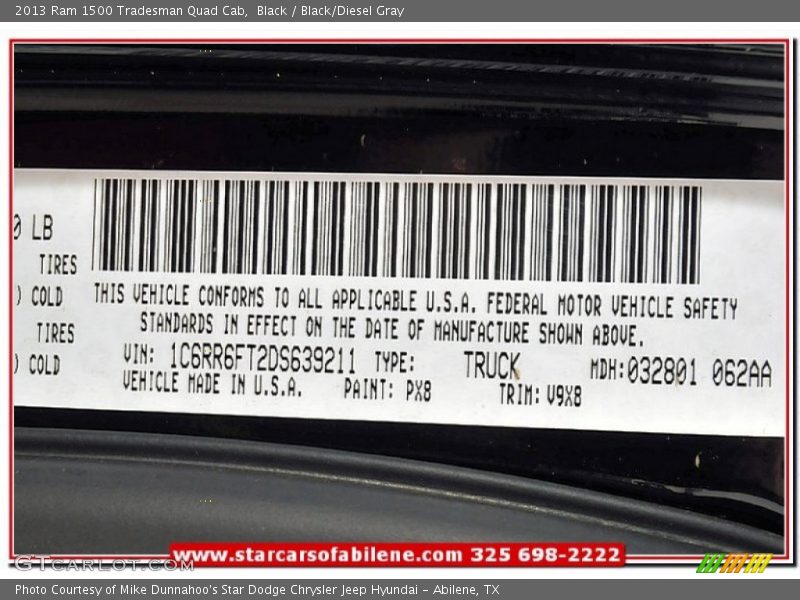 2013 Ram 1500 Tradesman Quad Cab,  Black / Black/Diesel Gray
0 LB
TIRES
) COLD
TIRES
) COLD
THIS VEHICLE CONFORMS TO ALL APPLICABLE U.S.A. FEDERAL MOTOR VEHICLE SAFETY
STANDARDS IN EFFECT ON THE DATE OF MANUFACTURE SHOWN ABOVE.
VIN: 1C6RR6FT2DS639211 TYPE: TRUCK MDH:032801 062AA
VEHICLE MADE IN U.S.A. PAINT: PX8 TRIM: V9X8
www.starcarsofabilene.com 325 698-2222
GTCARLOT.COM
Photo Courtesy of Mike Dunnahoo's Star Dodge Chrysler Jeep Hyundai - Abilene, TX